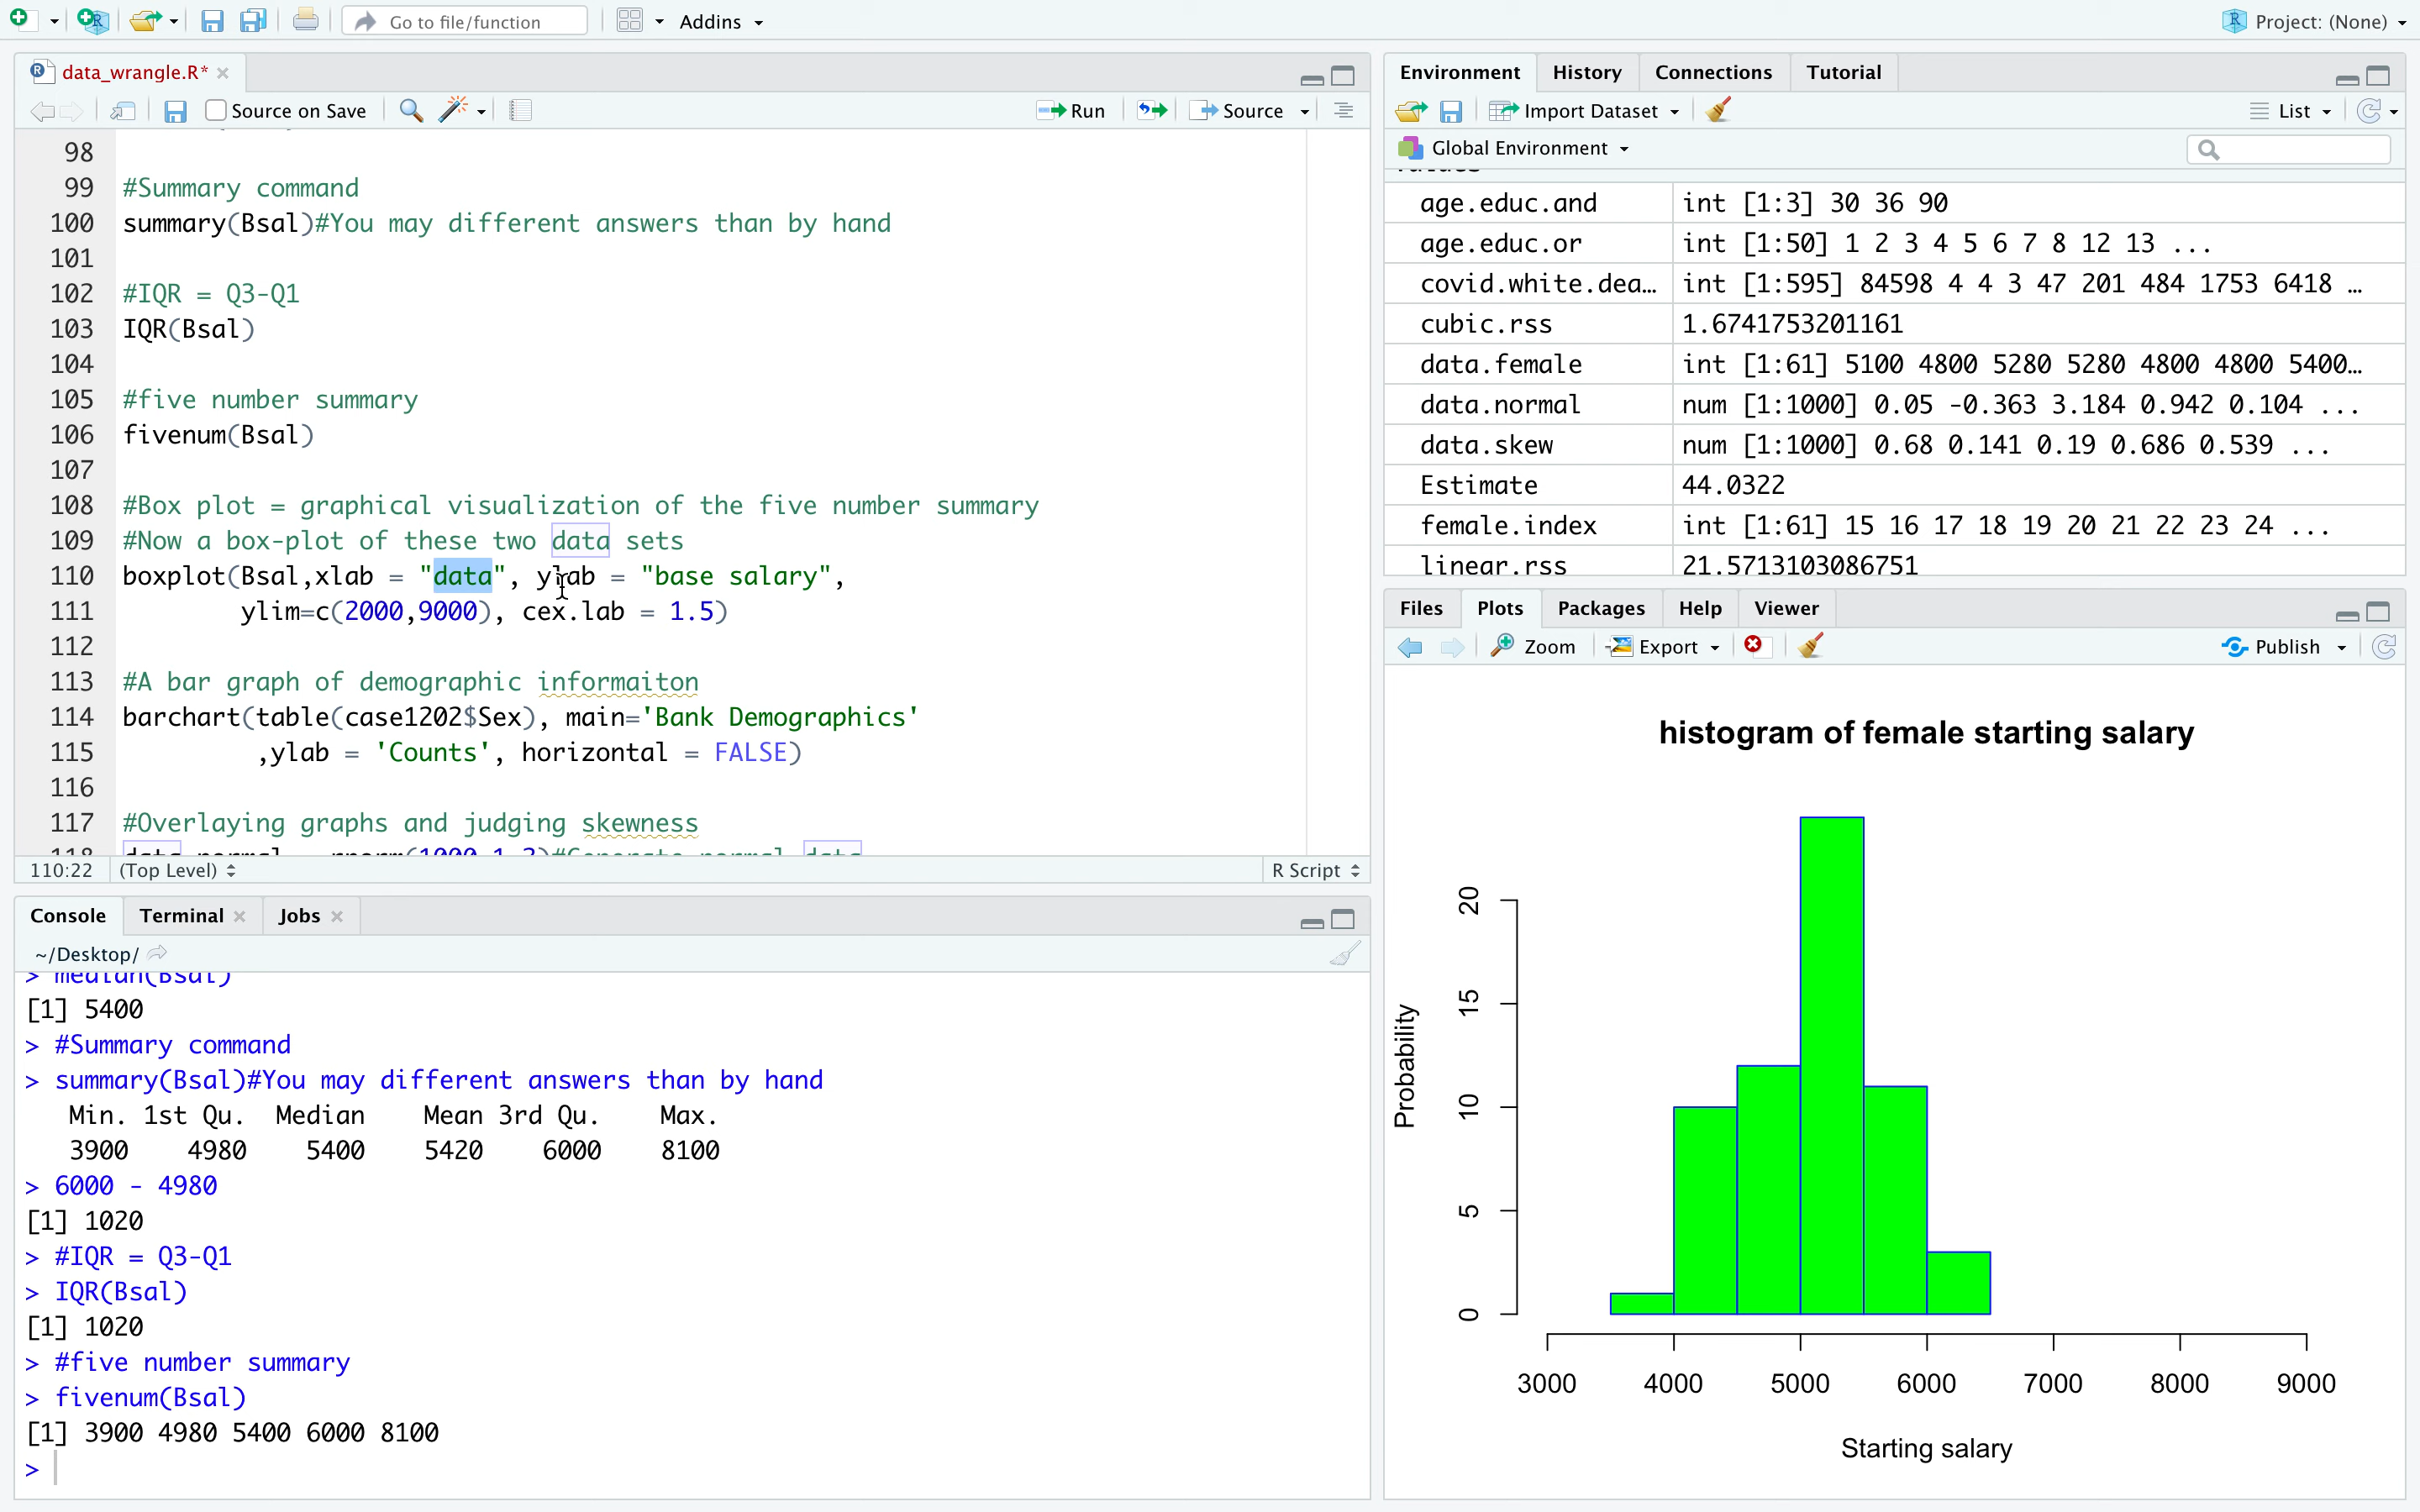 Go to file/function
Addins
Project: (None)
data_wrangle.R*
Source on Save
Run
Source
98
99 #Summary command
100 summary(Bsal)#You may different answers than by hand
101
102 #IQR = Q3-Q1
103 IQR(Bsal)
104
105 #five number summary
106 fivenum(Bsal)
107
108 #Box plot = graphical visualization of the five number summary
109 #Now a box-plot of these two data sets
110 boxplot(Bsal,xlab = "data", ylab = "base salary",
111 ylim=c(2000,9000), cex.lab = 1.5)
112
113 #A bar graph of demographic informaiton
114 barchart(table(case1202$Sex), main='Bank Demographics'
115 ,ylab = 'Counts', horizontal = FALSE)
116
117 #Overlaying graphs and judging skewness
110:22 (Top Level) R Script
Console Terminal Jobs
~/Desktop/
> median(Bsal)
[1] 5400
> #Summary command
> summary(Bsal)#You may different answers than by hand
Min. 1st Qu. Median Mean 3rd Qu. Max.
3900 4980 5400 5420 6000 8100
> 6000 - 4980
[1] 1020
> #IQR = Q3-Q1
> IQR(Bsal)
[1] 1020
> #five number summary
> fivenum(Bsal)
[1] 3900 4980 5400 6000 8100
>
Environment History Connections Tutorial
Import Dataset
List
Global Environment
age.educ.and int [1:3] 30 36 90
age.educ.or int [1:50] 1 2 3 4 5 6 7 8 12 13 ...
covid.white.dea… int [1:595] 84598 4 4 3 47 201 484 1753 6418 …
cubic.rss 1.6741753201161
data.female int [1:61] 5100 4800 5280 5280 4800 4800 5400…
data.normal num [1:1000] 0.05 -0.363 3.184 0.942 0.104 ...
data.skew num [1:1000] 0.68 0.141 0.19 0.686 0.539 ...
Estimate 44.0322
female.index int [1:61] 15 16 17 18 19 20 21 22 23 24 ...
linear.rss 21.5713103086751
Files Plots Packages Help Viewer
Zoom Export Publish
histogram of female starting salary
Probability
20
15
10
5
0
3000 4000 5000 6000 7000 8000 9000
Starting salary